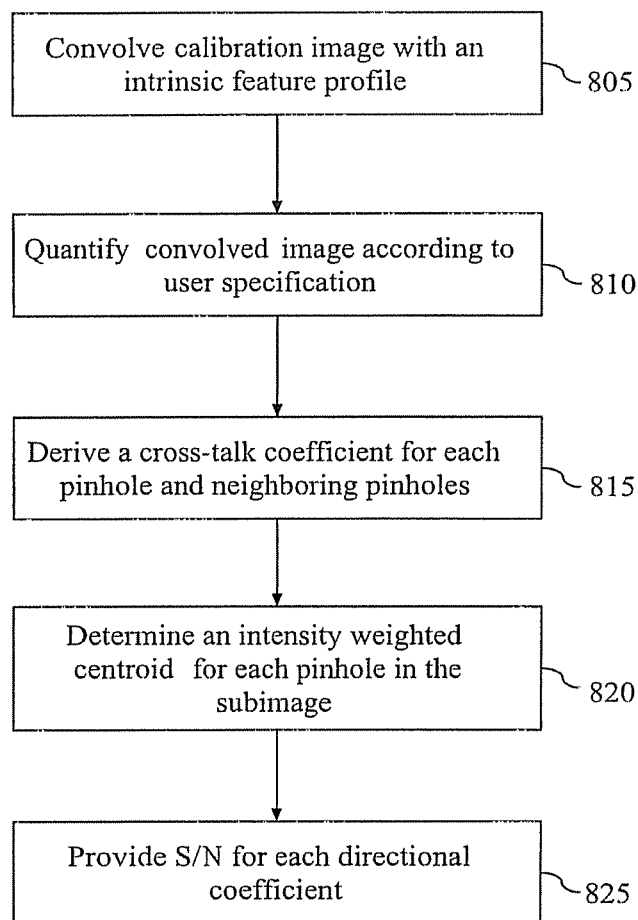 Convolve calibration image with an
intrinsic feature profile
805
Quantify convolved image according to
user specification
810
Derive a cross-talk coefficient for each
pinhole and neighboring pinholes
815
Determine an intensity weighted
centroid for each pinhole in the
subimage
820
Provide S/N for each directional
coefficient
825